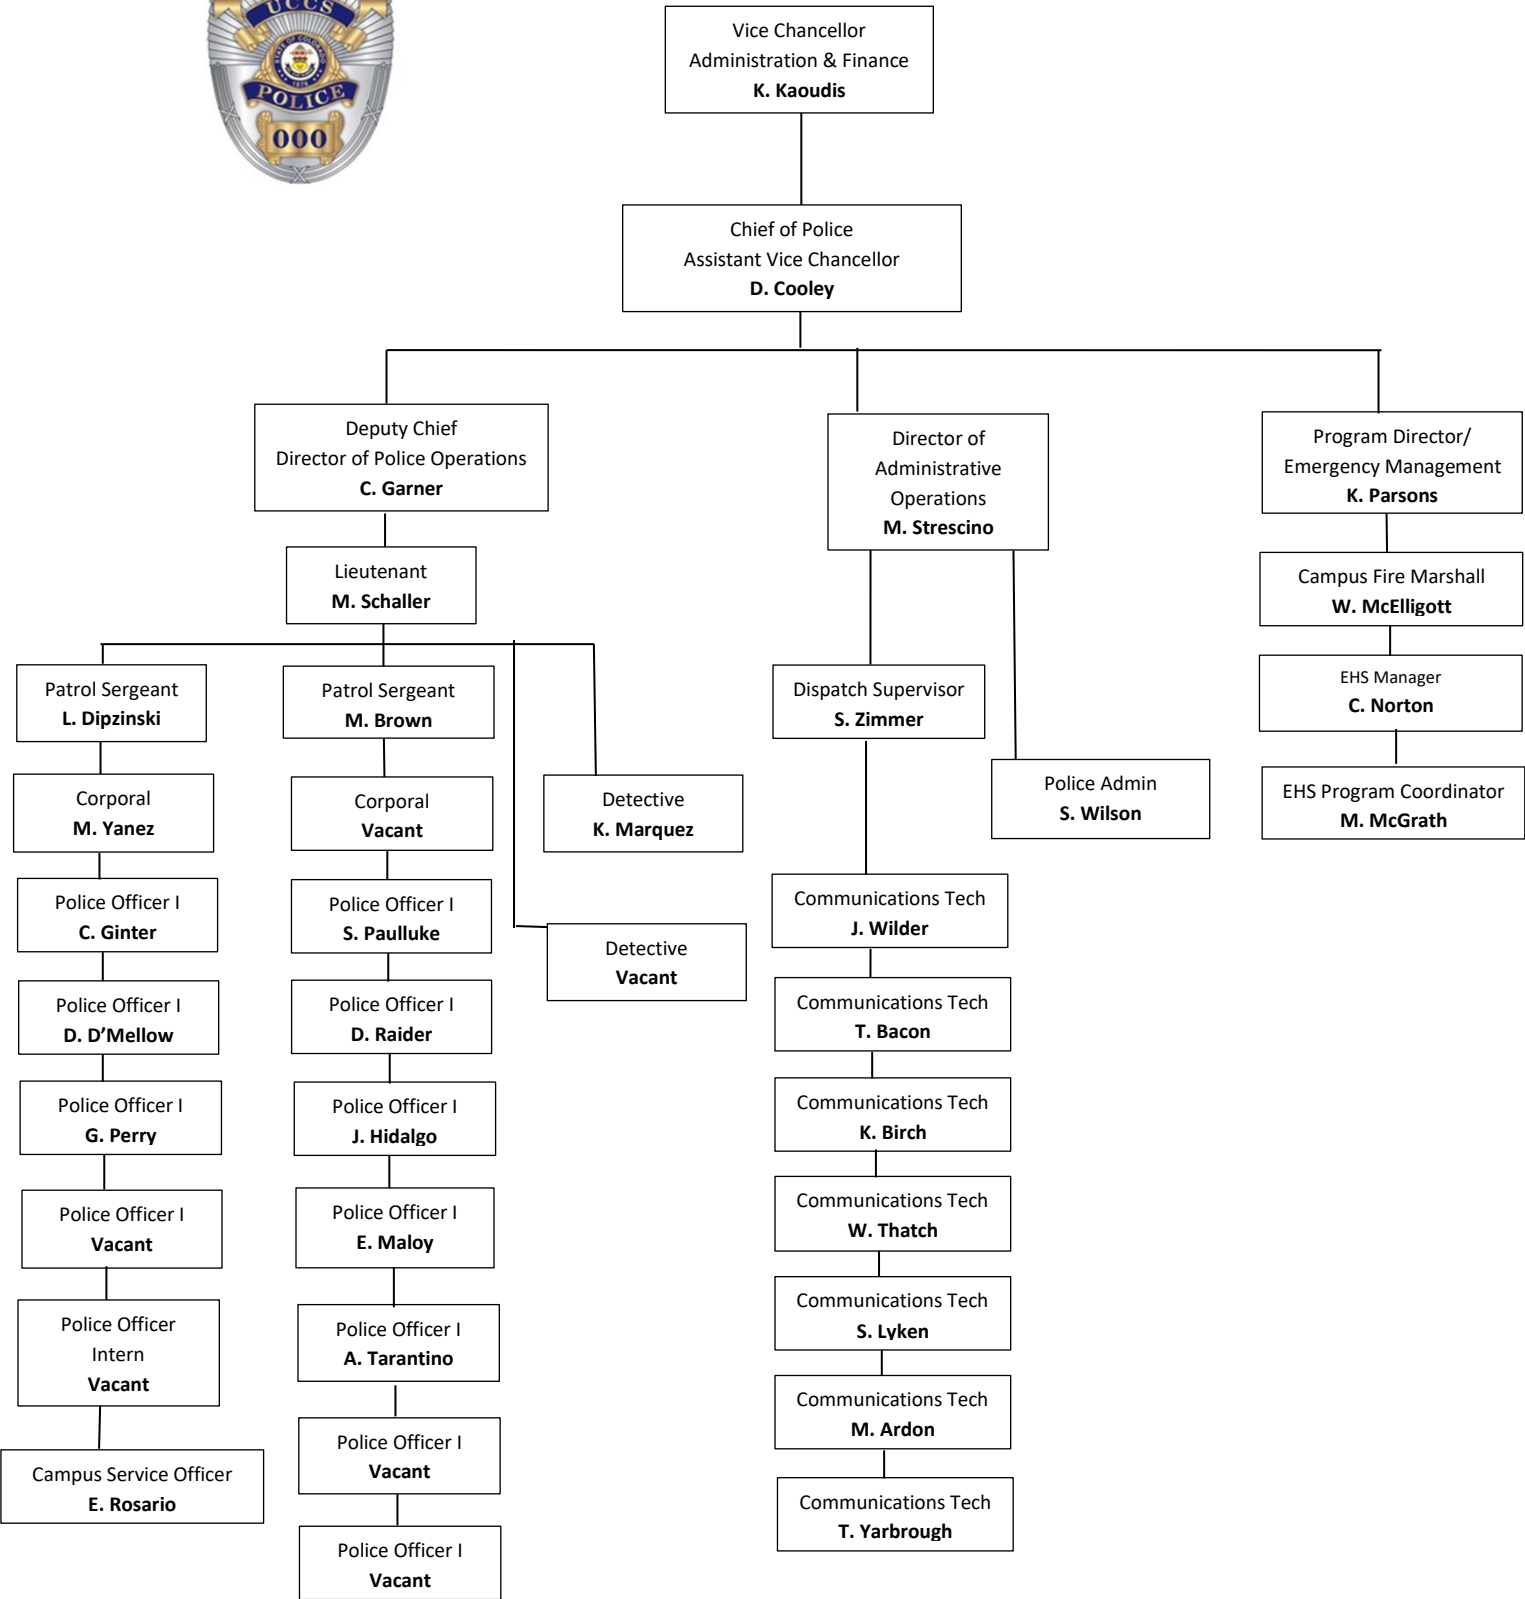 UCCS
STATE OF COLORADO
1876
POLICE
000
Vice Chancellor
Administration & Finance
K. Kaoudis
Chief of Police
Assistant Vice Chancellor
D. Cooley
Deputy Chief
Director of Police Operations
C. Garner
Lieutenant
M. Schaller
Patrol Sergeant
L. Dipzinski
Corporal
M. Yanez
Police Officer I
C. Ginter
Police Officer I
D. D’Mellow
Police Officer I
G. Perry
Police Officer I
Vacant
Police Officer
Intern
Vacant
Campus Service Officer
E. Rosario
Patrol Sergeant
M. Brown
Corporal
Vacant
Police Officer I
S. Paulluke
Police Officer I
D. Raider
Police Officer I
J. Hidalgo
Police Officer I
E. Maloy
Police Officer I
A. Tarantino
Police Officer I
Vacant
Police Officer I
Vacant
Detective
K. Marquez
Detective
Vacant
Director of
Administrative
Operations
M. Strescino
Dispatch Supervisor
S. Zimmer
Communications Tech
J. Wilder
Communications Tech
T. Bacon
Communications Tech
K. Birch
Communications Tech
W. Thatch
Communications Tech
S. Lyken
Communications Tech
M. Ardon
Communications Tech
T. Yarbrough
Police Admin
S. Wilson
Program Director/
Emergency Management
K. Parsons
Campus Fire Marshall
W. McElligott
EHS Manager
C. Norton
EHS Program Coordinator
M. McGrath